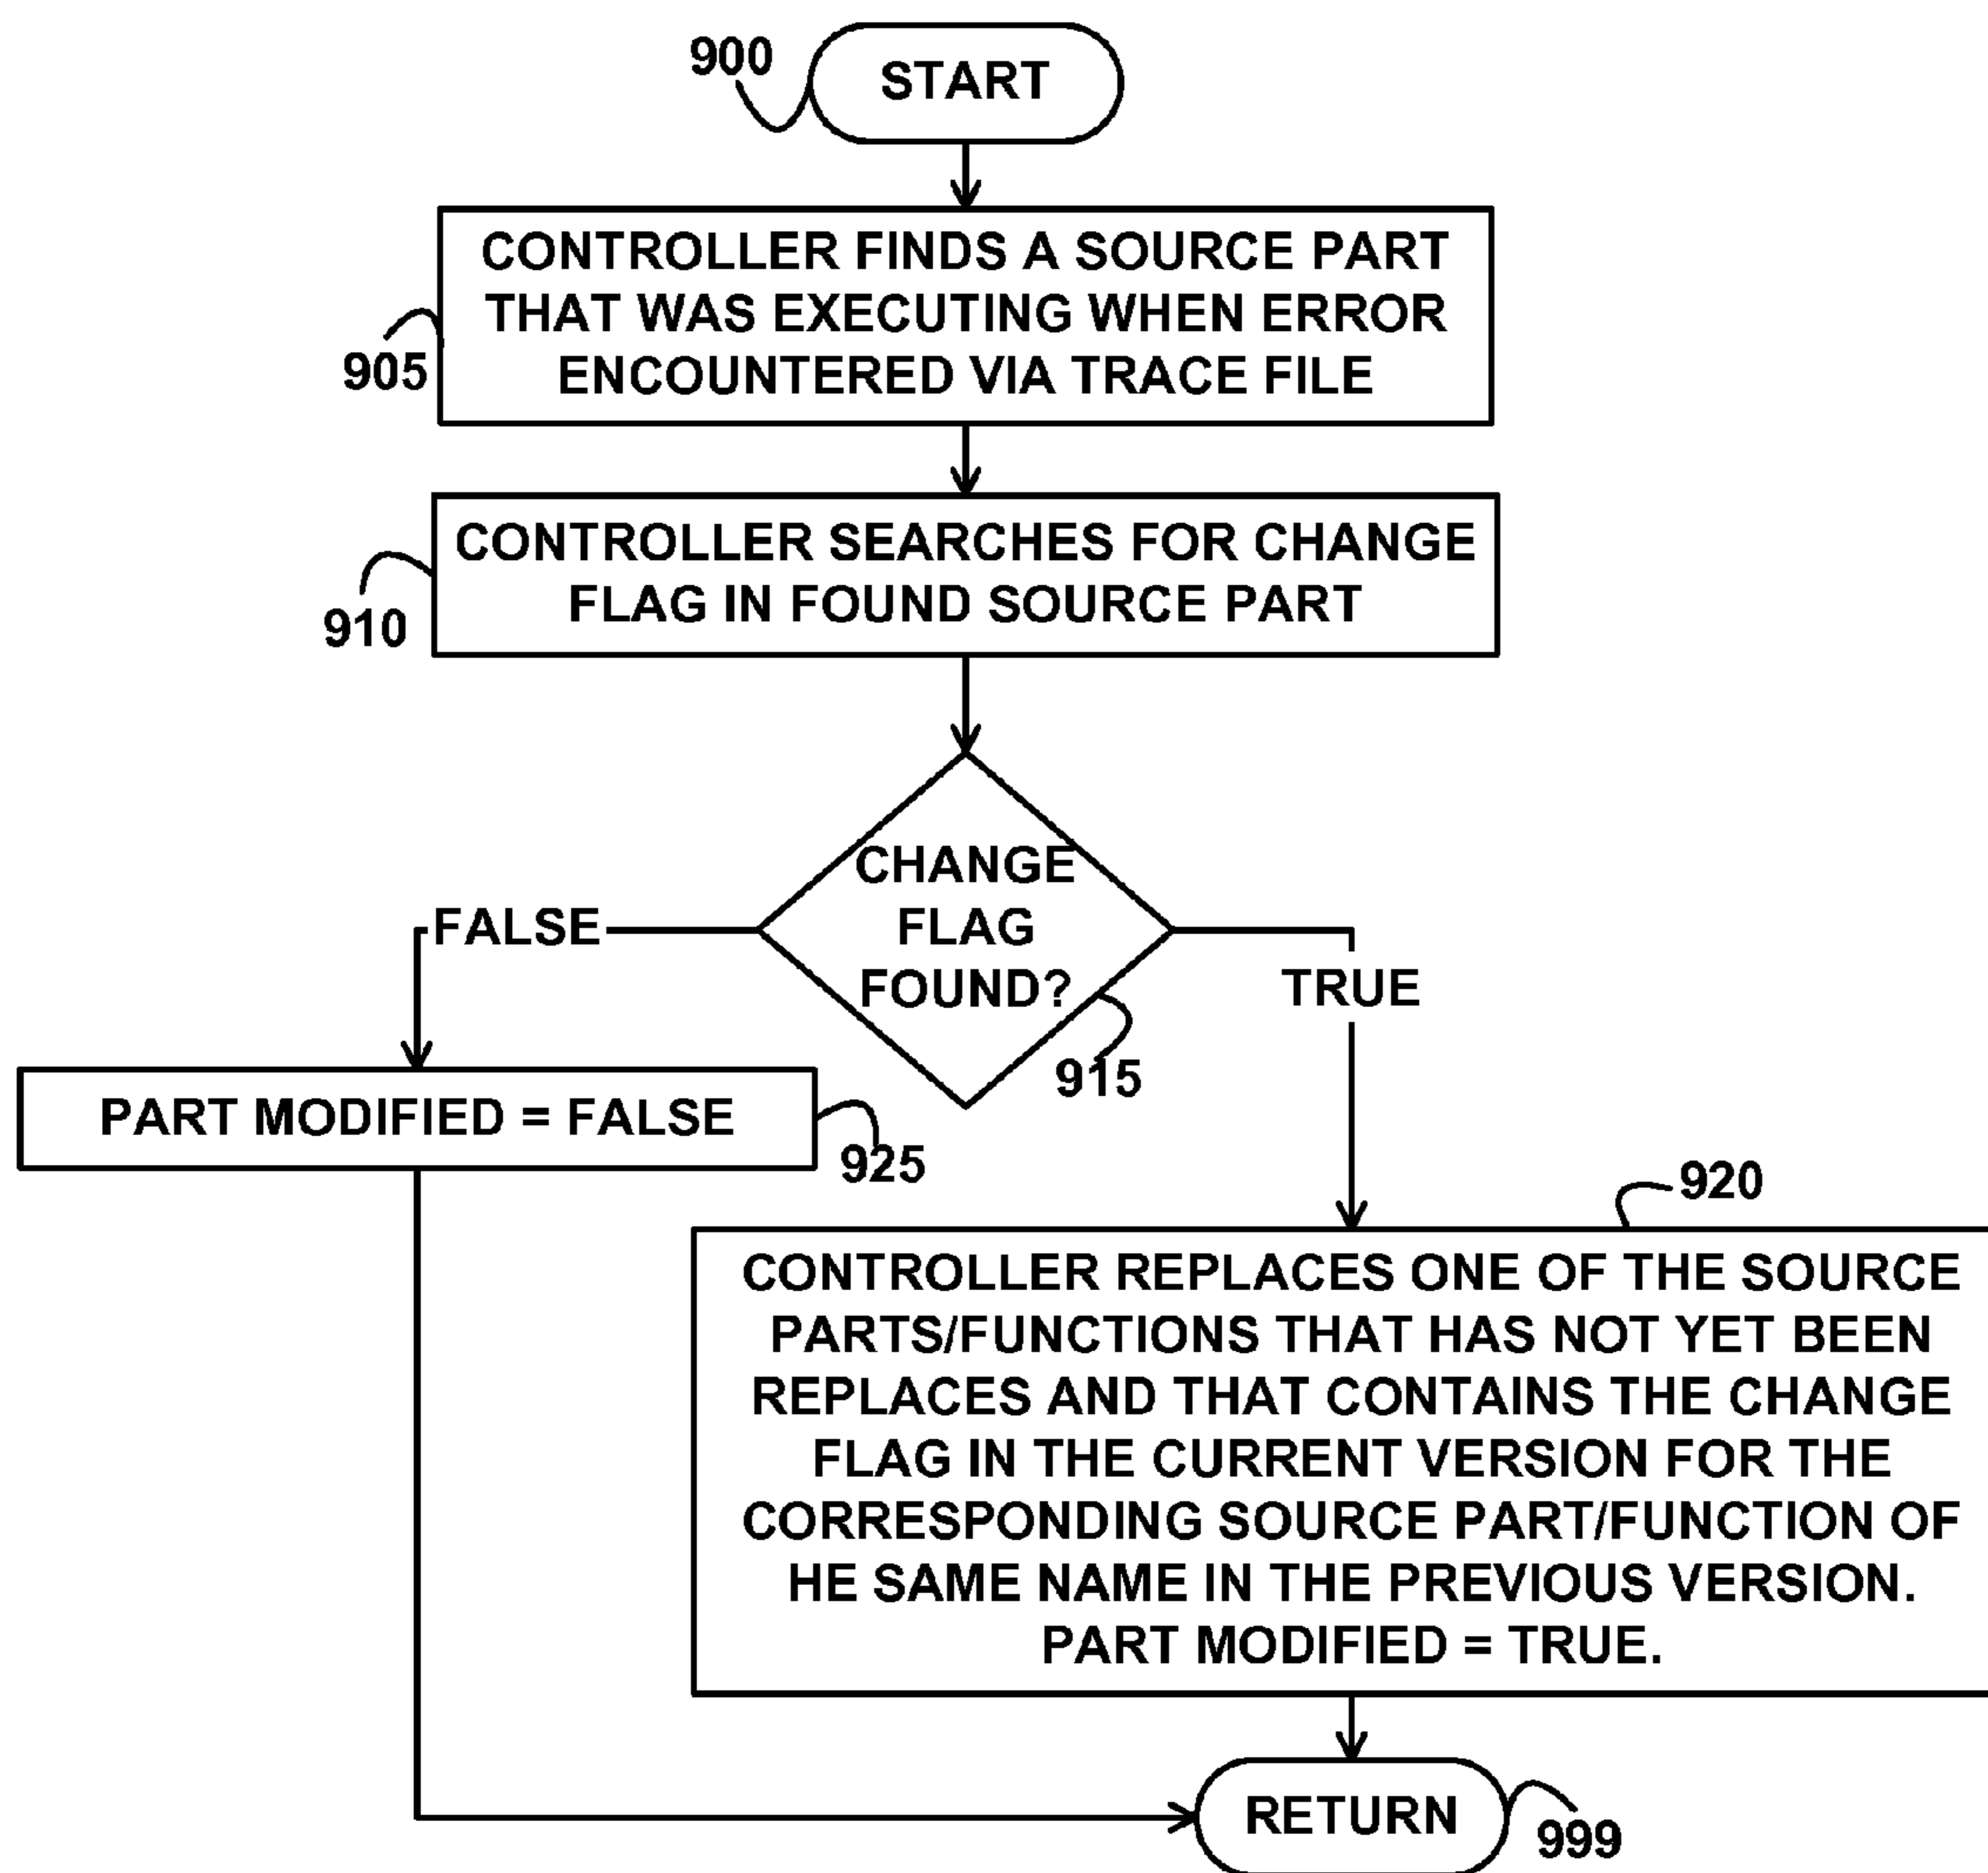 900
START
CONTROLLER FINDS A SOURCE PART
THAT WAS EXECUTING WHEN ERROR
ENCOUNTERED VIA TRACE FILE
905
CONTROLLER SEARCHES FOR CHANGE
FLAG IN FOUND SOURCE PART
910
CHANGE
FLAG
FOUND?
FALSE
TRUE
915
PART MODIFIED = FALSE
925
920
CONTROLLER REPLACES ONE OF THE SOURCE
PARTS/FUNCTIONS THAT HAS NOT YET BEEN
REPLACES AND THAT CONTAINS THE CHANGE
FLAG IN THE CURRENT VERSION FOR THE
CORRESPONDING SOURCE PART/FUNCTION OF
HE SAME NAME IN THE PREVIOUS VERSION.
PART MODIFIED = TRUE.
RETURN
999